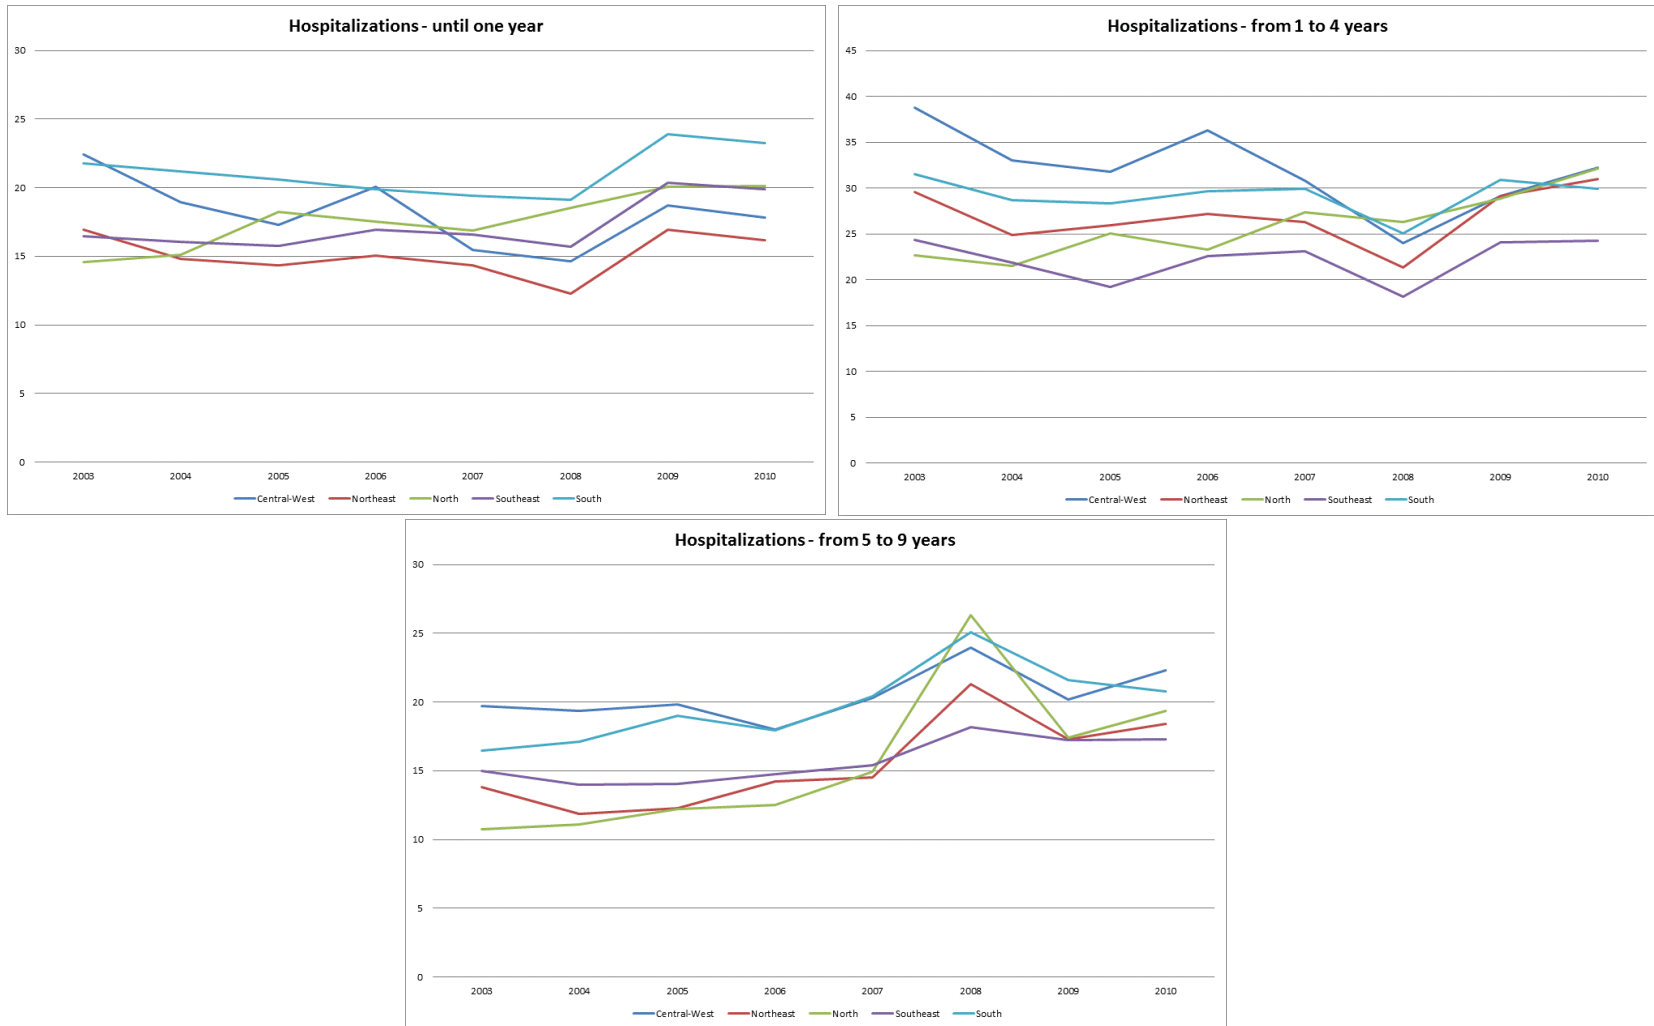 Hospitalizations - until one year
30
25
20
15
10
5
0
2003 2004 2005 2006 2007 2008 2009 2010
Central-West Northeast North Southeast South
Hospitalizations - from 1 to 4 years
45
40
35
30
25
20
15
10
5
0
2003 2004 2005 2006 2007 2008 2009 2010
Central-West Northeast North Southeast South
Hospitalizations - from 5 to 9 years
30
25
20
15
10
5
0
2003 2004 2005 2006 2007 2008 2009 2010
Central-West Northeast North Southeast South